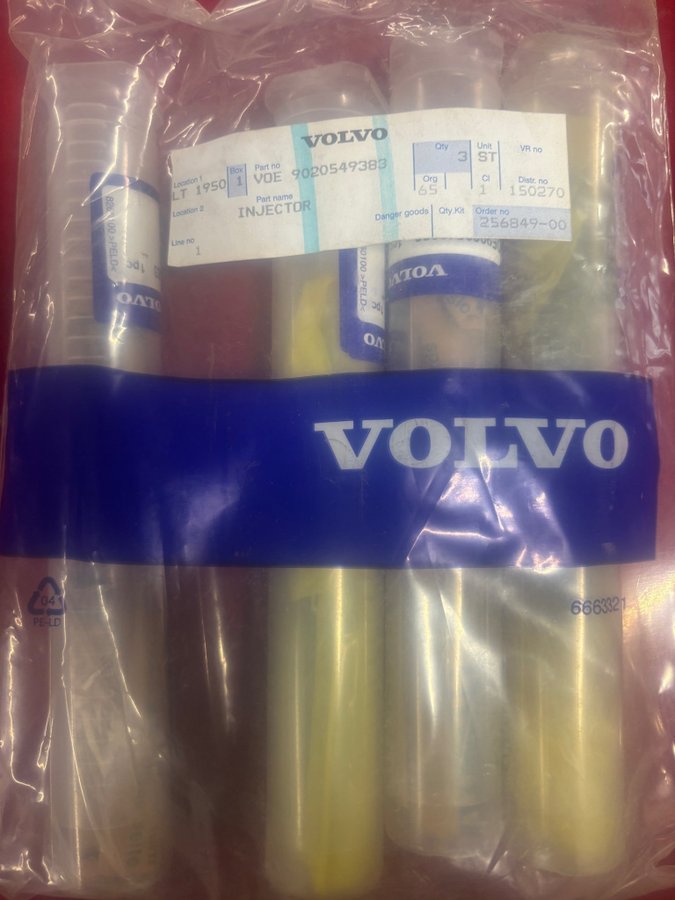 VOLVO
Location 1 Box Part no Qty Unit VR no
LT 1950 1 VOE 9020549383 3 ST
Location 2 Part name Org Cl Distr. no
INJECTOR 65 1 150270
Danger goods Qty.Kit Order no
256849-00
Line no
1
1pc
VOLVO
1pc
VOLVO
VOLVO
04
PE-LD
6663321